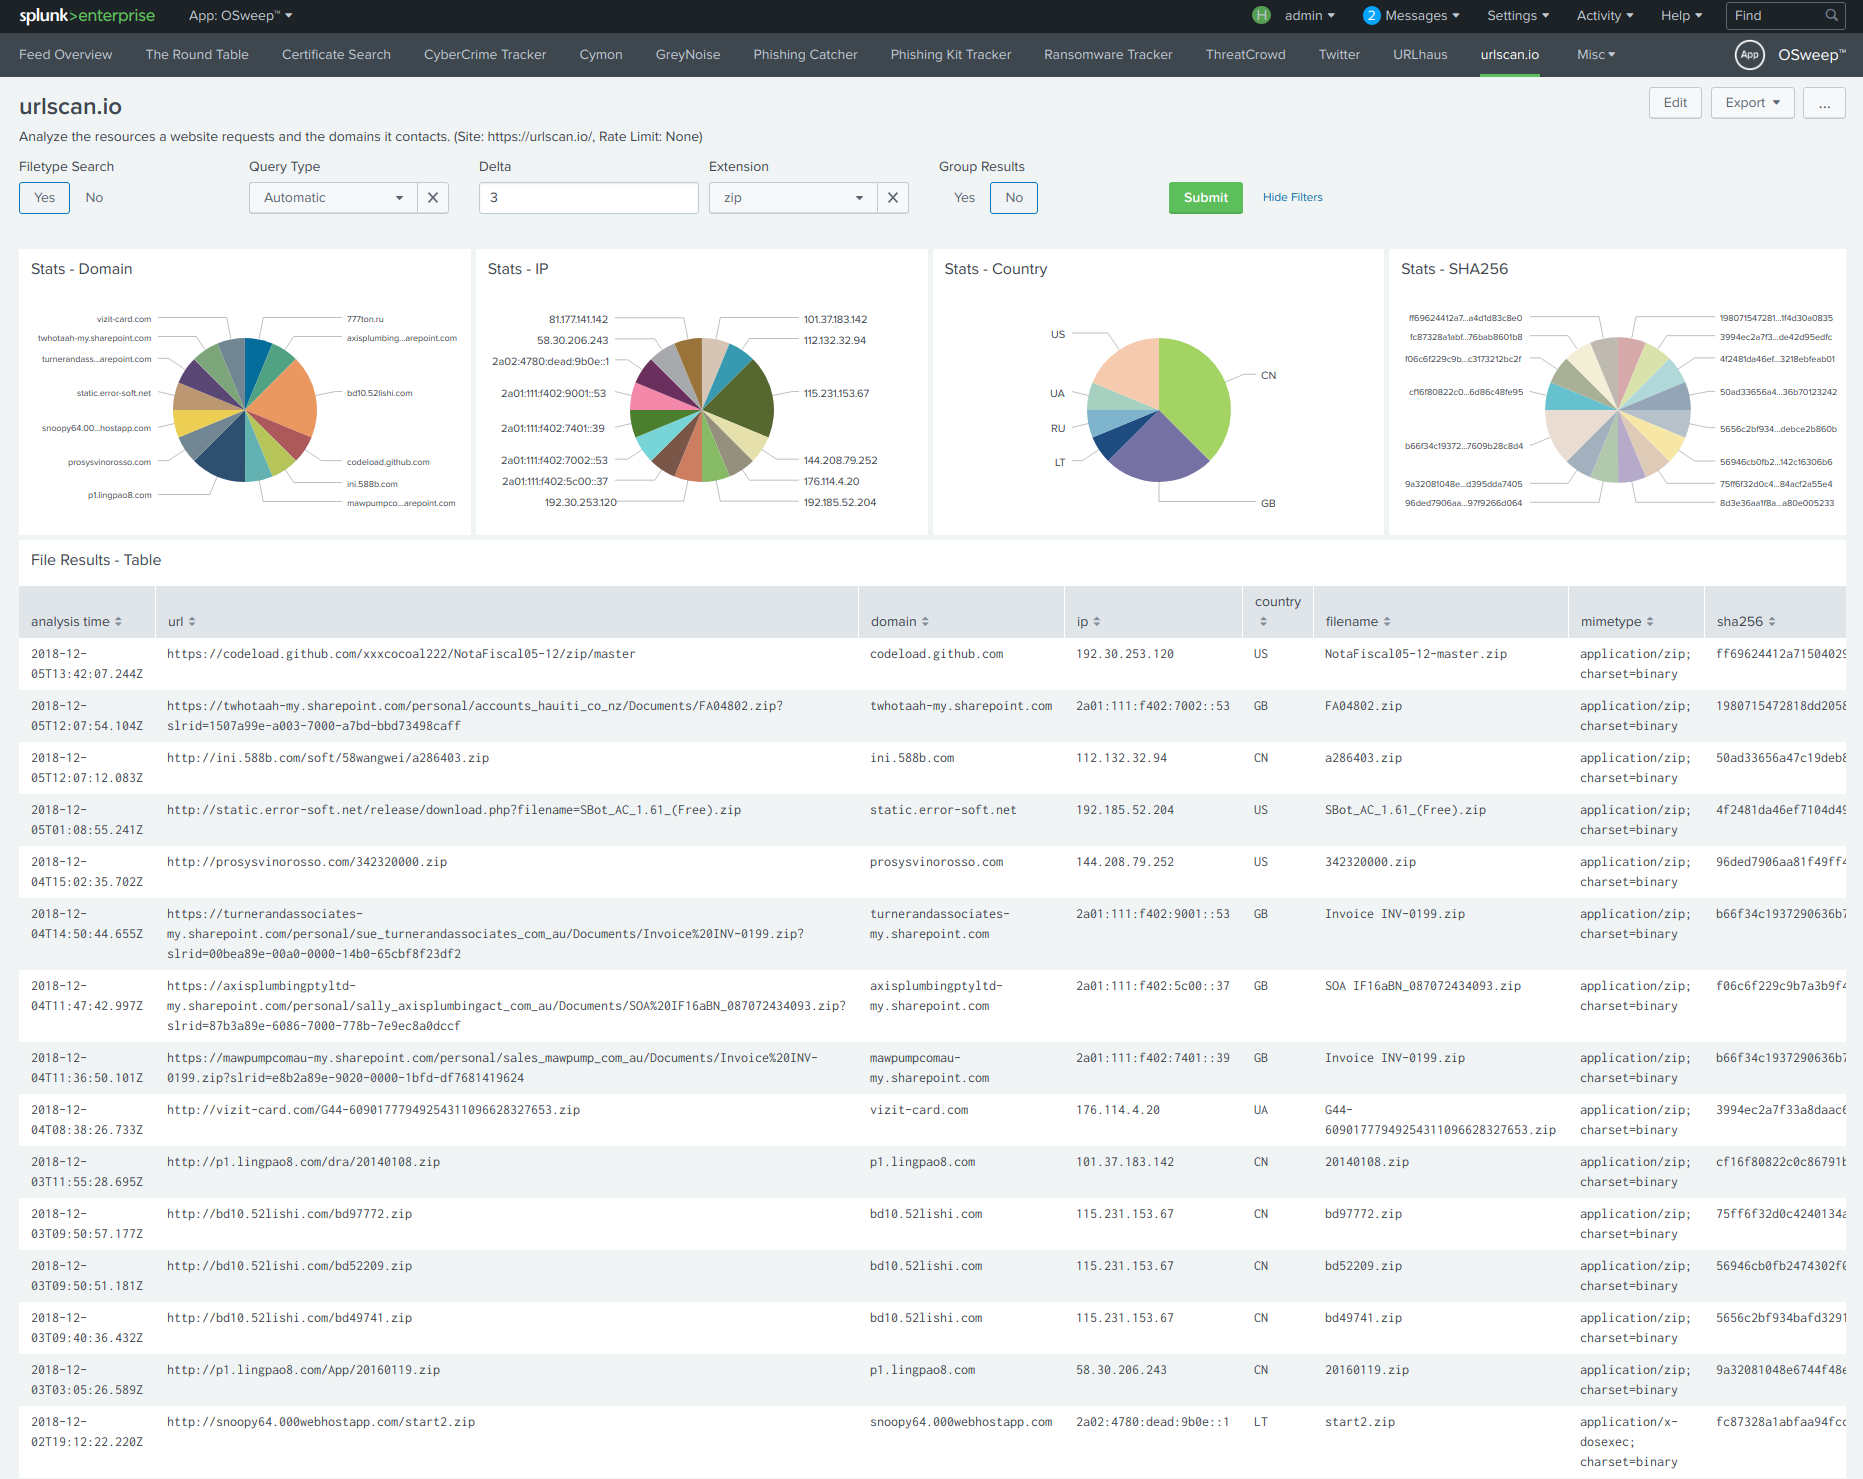 splunk>enterprise App: OSweep™ H admin 2 Messages Settings Activity Help Find
Feed Overview The Round Table Certificate Search CyberCrime Tracker Cymon GreyNoise Phishing Catcher Phishing Kit Tracker Ransomware Tracker ThreatCrowd Twitter URLhaus urlscan.io Misc App OSweep™
urlscan.io Edit Export ...
Analyze the resources a website requests and the domains it contacts. (Site: https://urlscan.io/, Rate Limit: None)
Filetype Search Query Type Delta Extension Group Results
Yes No Automatic 3 zip Yes No Submit Hide Filters
Stats - Domain
vizit-card.com
twhotaah-my.sharepoint.com
turnerandass...arepoint.com
static.error-soft.net
snoopy64.00...hostapp.com
prosysvinorosso.com
p1.lingpao8.com
777ton.ru
axisplumbing...arepoint.com
bd10.52lishi.com
codeload.github.com
ini.588b.com
mawpumpco...arepoint.com
Stats - IP
81.177.141.142
58.30.206.243
2a02:4780:dead:9b0e::1
2a01:111:f402:9001::53
2a01:111:f402:7401::39
2a01:111:f402:7002::53
2a01:111:f402:5c00::37
192.30.253.120
101.37.183.142
112.132.32.94
115.231.153.67
144.208.79.252
176.114.4.20
192.185.52.204
Stats - Country
US
UA
RU
LT
CN
GB
Stats - SHA256
ff69624412a7...a4d1d83c8e0
fc87328a1abf...76bab8601b8
f06c6f229c9b...c3173212bc2f
cf16f80822c0...6d86c48fe95
b66f34c19372...7609b28c8d4
9a32081048e...d395dda7405
96ded7906aa...97f9266d064
198071547281...1f4d30a0835
3994ec2a7f3...de42d95edfc
4f2481da46ef...3218ebfeab01
50ad33656a4...36b70123242
5656c2bf934...debce2b860b
56946cb0fb2...142c16306b6
75ff6f32d0c4...84acf2a55e4
8d3e36aa1f8a...a80e005233
File Results - Table
analysis time url domain ip country filename mimetype sha256
2018-12- https://codeload.github.com/xxxcocoal222/NotaFiscal05-12/zip/master codeload.github.com 192.30.253.120 US NotaFiscal05-12-master.zip application/zip; ff69624412a71504029
05T13:42:07.244Z charset=binary
2018-12- https://twhotaah-my.sharepoint.com/personal/accounts_hauiti_co_nz/Documents/FA04802.zip? twhotaah-my.sharepoint.com 2a01:111:f402:7002::53 GB FA04802.zip application/zip; 1980715472818dd2058
05T12:07:54.104Z slrid=1507a99e-a003-7000-a7bd-bbd73498caff charset=binary
2018-12- http://ini.588b.com/soft/58wangwei/a286403.zip ini.588b.com 112.132.32.94 CN a286403.zip application/zip; 50ad33656a47c19deb8
05T12:07:12.083Z charset=binary
2018-12- http://static.error-soft.net/release/download.php?filename=SBot_AC_1.61_(Free).zip static.error-soft.net 192.185.52.204 US SBot_AC_1.61_(Free).zip application/zip; 4f2481da46ef7104d49
05T01:08:55.241Z charset=binary
2018-12- http://prosysvinorosso.com/342320000.zip prosysvinorosso.com 144.208.79.252 US 342320000.zip application/zip; 96ded7906aa81f49ff4
04T15:02:35.702Z charset=binary
2018-12- https://turnerandassociates- turnerandassociates- 2a01:111:f402:9001::53 GB Invoice INV-0199.zip application/zip; b66f34c1937290636b7
04T14:50:44.655Z my.sharepoint.com/personal/sue_turnerandassociates_com_au/Documents/Invoice%20INV-0199.zip? my.sharepoint.com charset=binary
slrid=00bea89e-00a0-0000-14b0-65cbf8f23df2
2018-12- https://axisplumbingptyltd- axisplumbingptyltd- 2a01:111:f402:5c00::37 GB SOA IF16aBN_087072434093.zip application/zip; f06c6f229c9b7a3b9f4
04T11:47:42.997Z my.sharepoint.com/personal/sally_axisplumbingact_com_au/Documents/SOA%20IF16aBN_087072434093.zip? my.sharepoint.com charset=binary
slrid=87b3a89e-6086-7000-778b-7e9ec8a0dccf
2018-12- https://mawpumpcomau-my.sharepoint.com/personal/sales_mawpump_com_au/Documents/Invoice%20INV- mawpumpcomau- 2a01:111:f402:7401::39 GB Invoice INV-0199.zip application/zip; b66f34c1937290636b7
04T11:36:50.101Z 0199.zip?slrid=e8b2a89e-9020-0000-1bfd-df7681419624 my.sharepoint.com charset=binary
2018-12- http://vizit-card.com/G44-60901777949254311096628327653.zip vizit-card.com 176.114.4.20 UA G44- application/zip; 3994ec2a7f33a8daac6
04T08:38:26.733Z 60901777949254311096628327653.zip charset=binary
2018-12- http://p1.lingpao8.com/dra/20140108.zip p1.lingpao8.com 101.37.183.142 CN 20140108.zip application/zip; cf16f80822c0c86791b
03T11:55:28.695Z charset=binary
2018-12- http://bd10.52lishi.com/bd97772.zip bd10.52lishi.com 115.231.153.67 CN bd97772.zip application/zip; 75ff6f32d0c4240134a
03T09:50:57.177Z charset=binary
2018-12- http://bd10.52lishi.com/bd52209.zip bd10.52lishi.com 115.231.153.67 CN bd52209.zip application/zip; 56946cb0fb2474302f0
03T09:50:51.181Z charset=binary
2018-12- http://bd10.52lishi.com/bd49741.zip bd10.52lishi.com 115.231.153.67 CN bd49741.zip application/zip; 5656c2bf934bafd3291
03T09:40:36.432Z charset=binary
2018-12- http://p1.lingpao8.com/App/20160119.zip p1.lingpao8.com 58.30.206.243 CN 20160119.zip application/zip; 9a32081048e6744f48e
03T03:05:26.589Z charset=binary
2018-12- http://snoopy64.000webhostapp.com/start2.zip snoopy64.000webhostapp.com 2a02:4780:dead:9b0e::1 LT start2.zip application/x- fc87328a1abfaa94fcc
02T19:12:22.220Z dosexec;
charset=binary